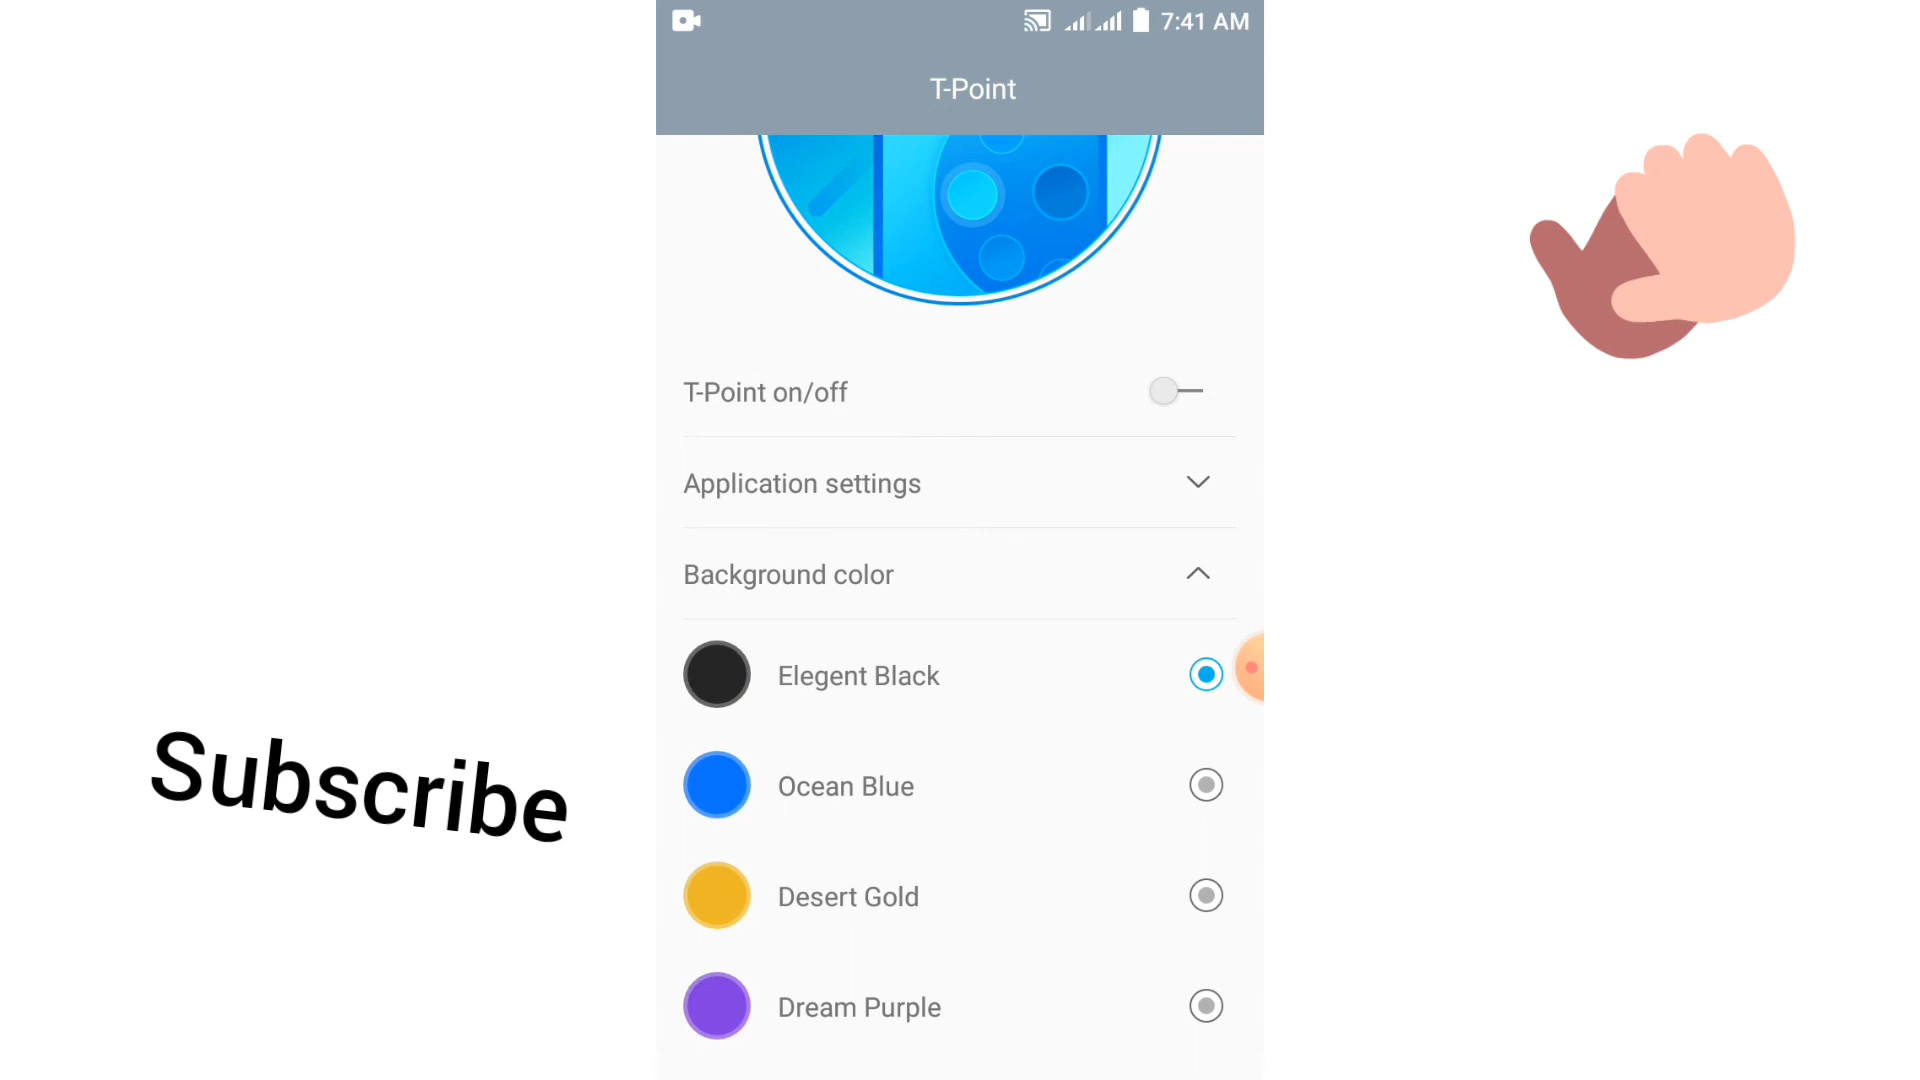 7:41 AM
T-Point
T-Point on/off
Application settings
Background color
Elegent Black
Ocean Blue
Desert Gold
Dream Purple
Subscribe